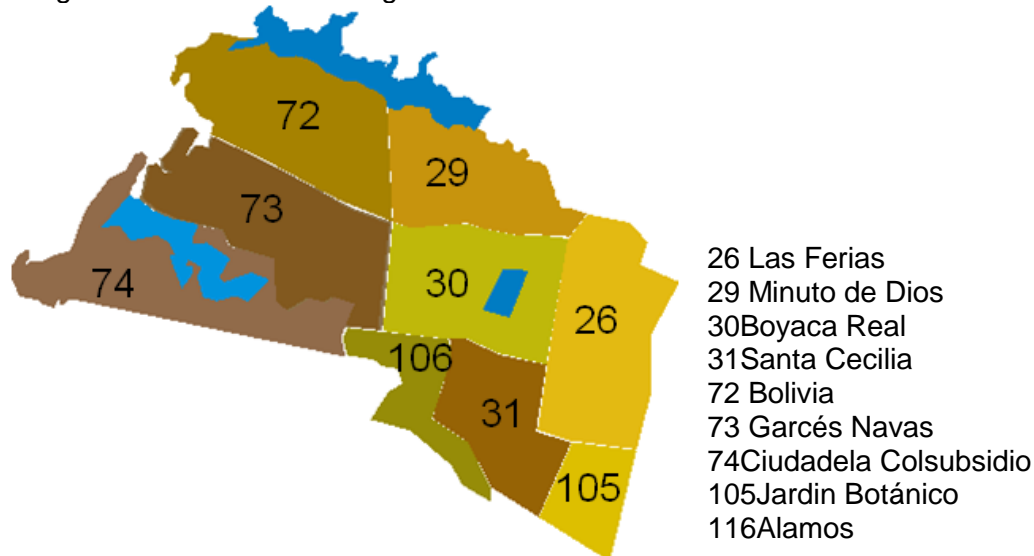 72
29
73
74
30
26
106
31
105
26 Las Ferias
29 Minuto de Dios
30Boyaca Real
31Santa Cecilia
72 Bolivia
73 Garcés Navas
74Ciudadela Colsubsidio
105Jardin Botánico
116Alamos